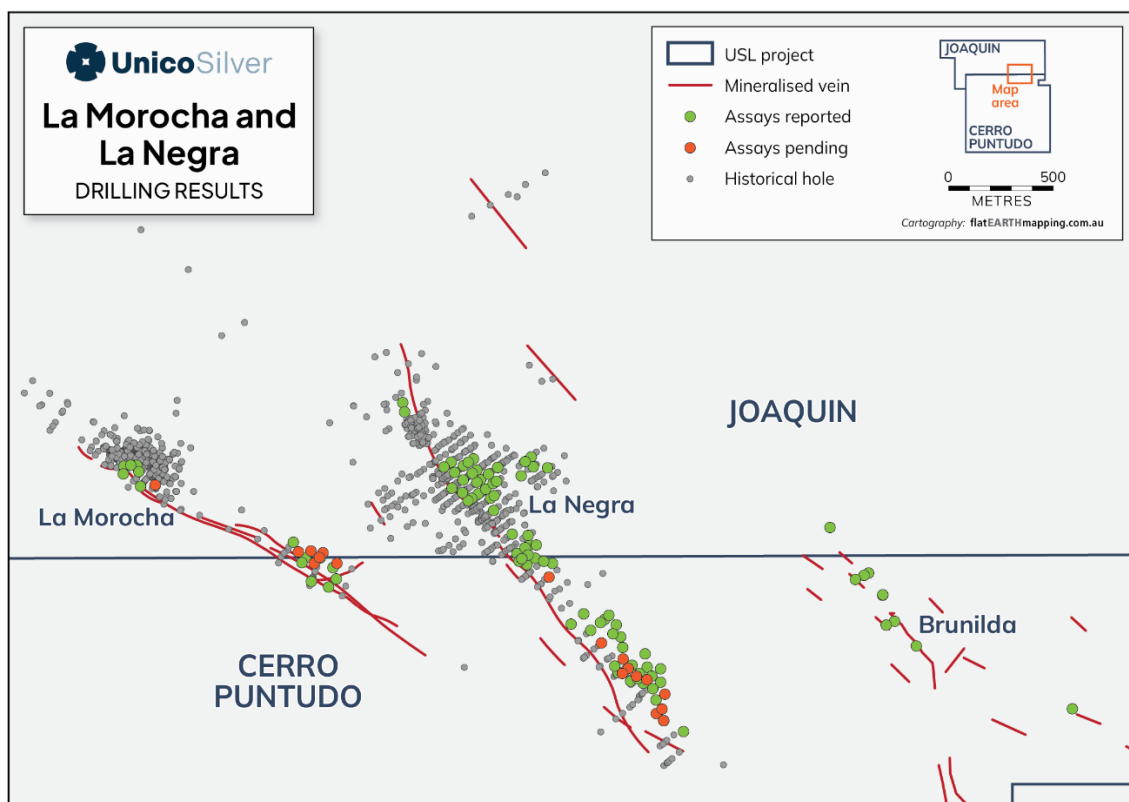 UnicoSilver
La Morocha and
La Negra
DRILLING RESULTS
USL project
Mineralised vein
Assays reported
Assays pending
Historical hole
JOAQUIN
Map
area
CERRO
PUNTUDO
0 500
METRES
Cartography: flatEARTHmapping.com.au
JOAQUIN
La Morocha
La Negra
Brunilda
CERRO
PUNTUDO